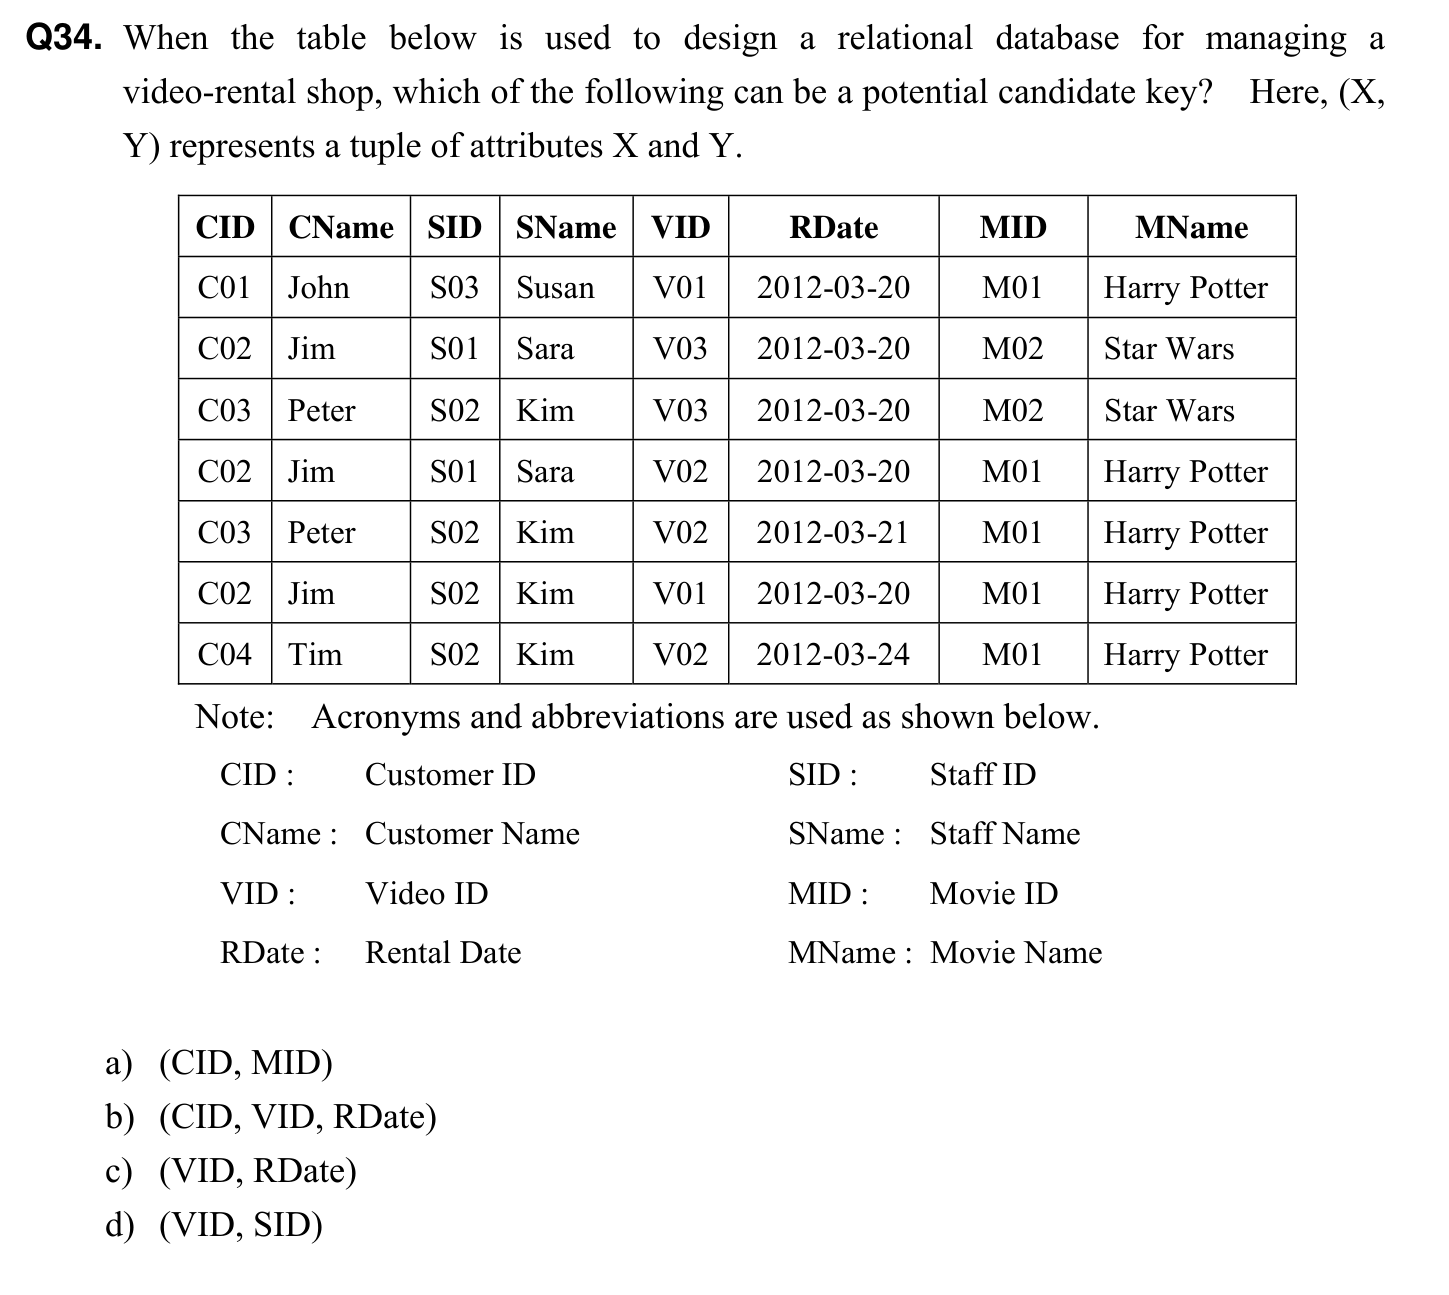 Q34. When the table below is used to design a relational database for managing a
video-rental shop, which of the following can be a potential candidate key? Here, (X,
Y) represents a tuple of attributes X and Y.
CID CName SID SName VID RDate MID MName
C01 John S03 Susan V01 2012-03-20 M01 Harry Potter
C02 Jim S01 Sara V03 2012-03-20 M02 Star Wars
C03 Peter S02 Kim V03 2012-03-20 M02 Star Wars
C02 Jim S01 Sara V02 2012-03-20 M01 Harry Potter
C03 Peter S02 Kim V02 2012-03-21 M01 Harry Potter
C02 Jim S02 Kim V01 2012-03-20 M01 Harry Potter
C04 Tim S02 Kim V02 2012-03-24 M01 Harry Potter
Note: Acronyms and abbreviations are used as shown below.
CID : Customer ID SID : Staff ID
CName : Customer Name SName : Staff Name
VID : Video ID MID : Movie ID
RDate : Rental Date MName : Movie Name
a) (CID, MID)
b) (CID, VID, RDate)
c) (VID, RDate)
d) (VID, SID)